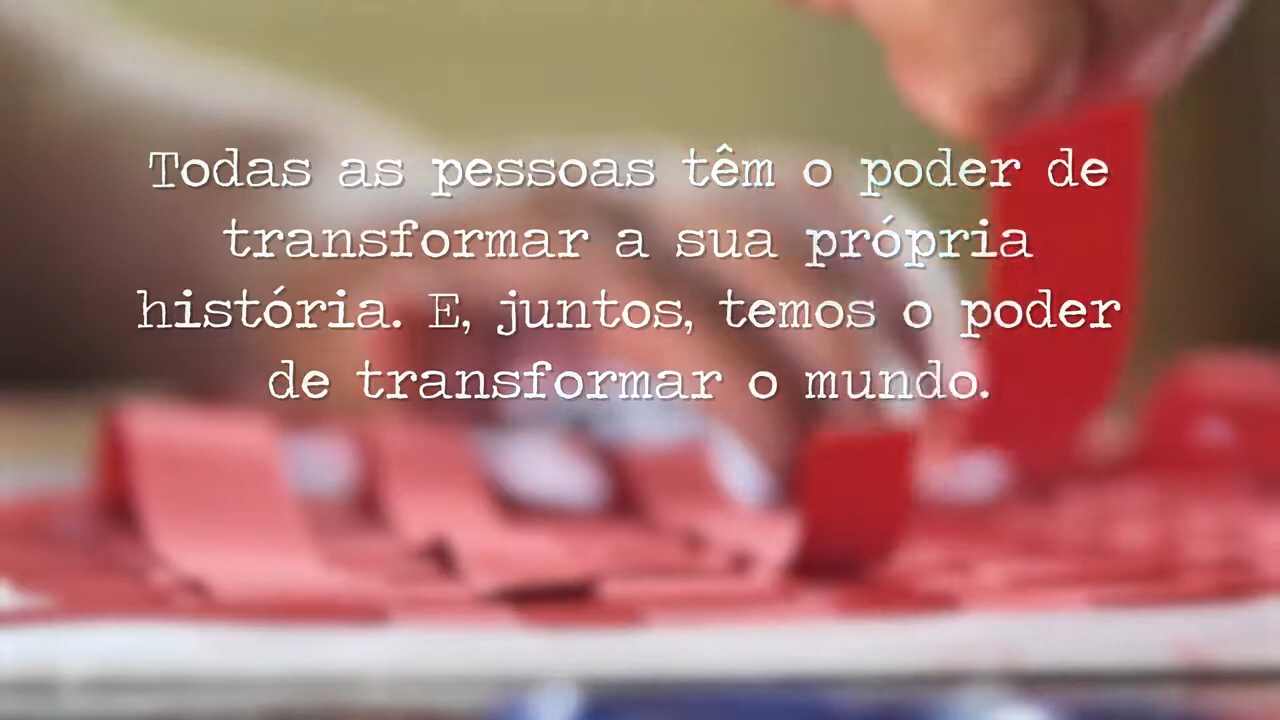 Todas as pessoas têm o poder de
transformar a sua própria
história. E, juntos, temos o poder
de transformar o mundo.